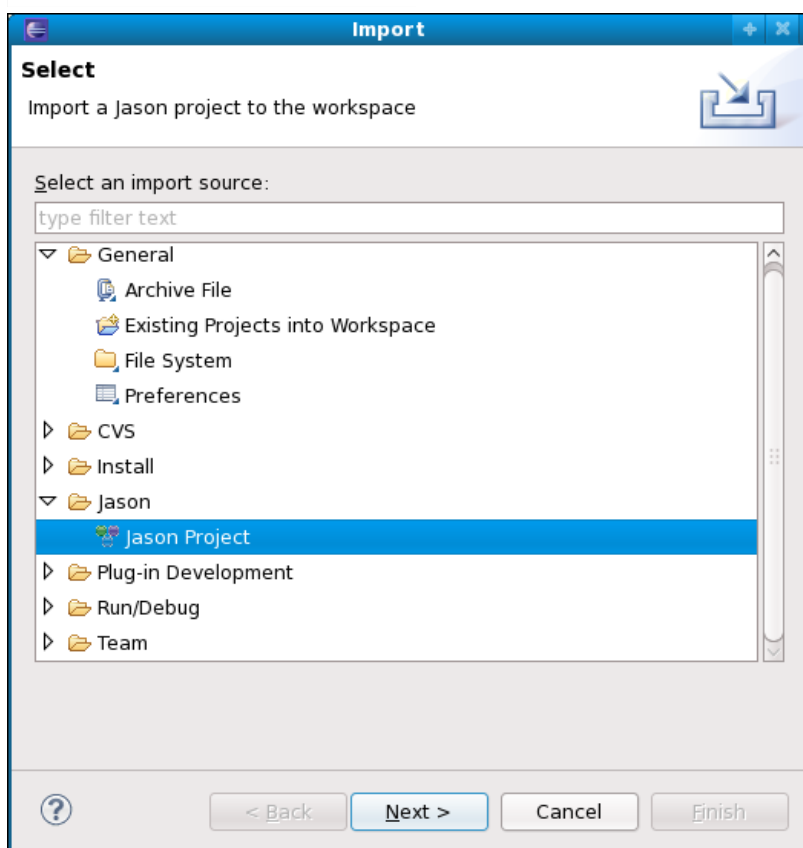 Import
Select
Import a Jason project to the workspace
Select an import source:
type filter text
General
Archive File
Existing Projects into Workspace
File System
Preferences
CVS
Install
Jason
Jason Project
Plug-in Development
Run/Debug
Team
? < Back Next > Cancel Finish